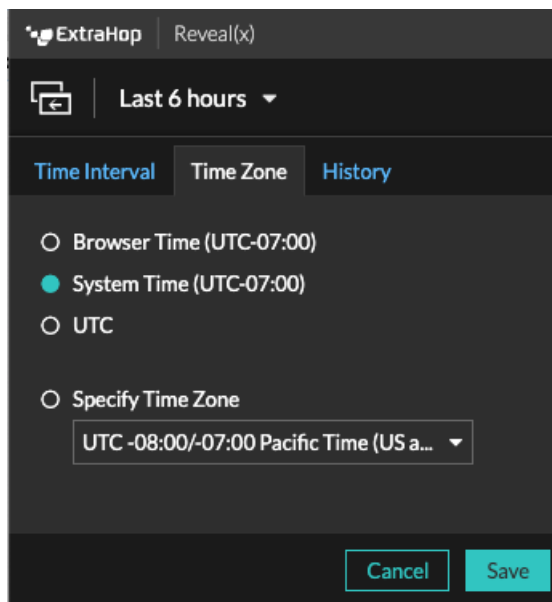 ExtraHop Reveal(x)
Last 6 hours
Time Interval Time Zone History
Browser Time (UTC-07:00)
System Time (UTC-07:00)
UTC
Specify Time Zone
UTC -08:00/-07:00 Pacific Time (US a...
Cancel Save